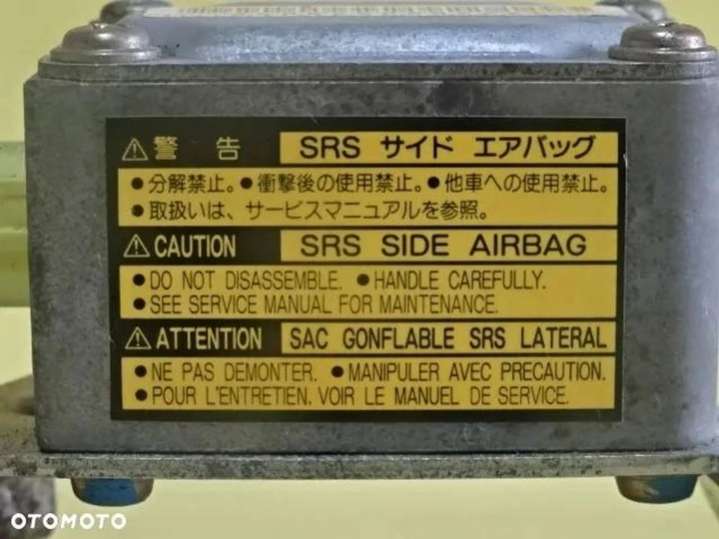 ⚠警告 SRS サイド エアバッグ
●分解禁止。●衝撃後の使用禁止。●他車への使用禁止。
●取扱いは、サービスマニュアルを参照。
⚠CAUTION SRS SIDE AIRBAG
●DO NOT DISASSEMBLE. ●HANDLE CAREFULLY.
●SEE SERVICE MANUAL FOR MAINTENANCE.
⚠ATTENTION SAC GONFLABLE SRS LATERAL
●NE PAS DEMONTER. ●MANIPULER AVEC PRECAUTION.
●POUR L'ENTRETIEN, VOIR LE MANUEL DE SERVICE.
OTOMOTO